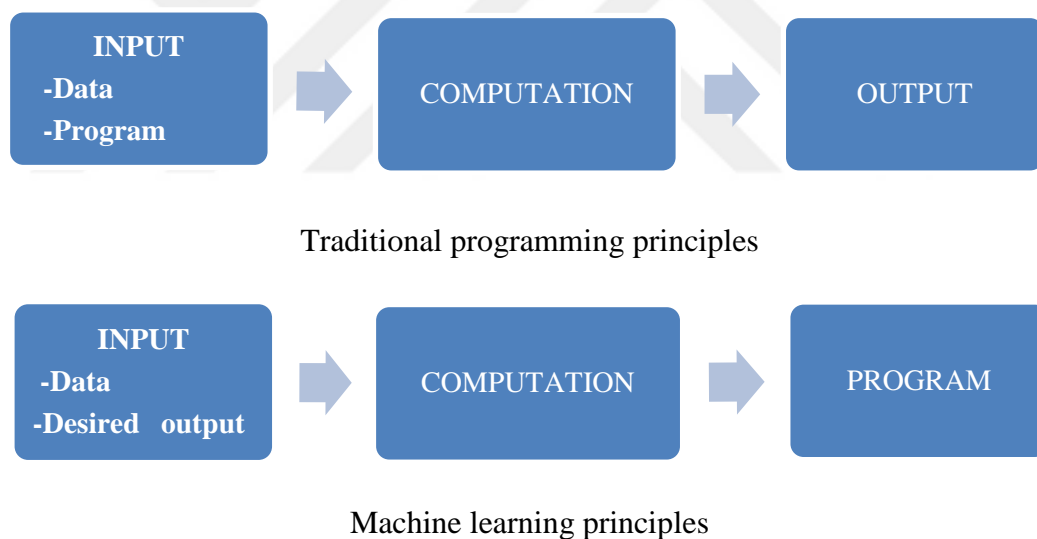 INPUT
-Data
-Program
COMPUTATION
OUTPUT
Traditional programming principles
INPUT
-Data
-Desired output
COMPUTATION
PROGRAM
Machine learning principles